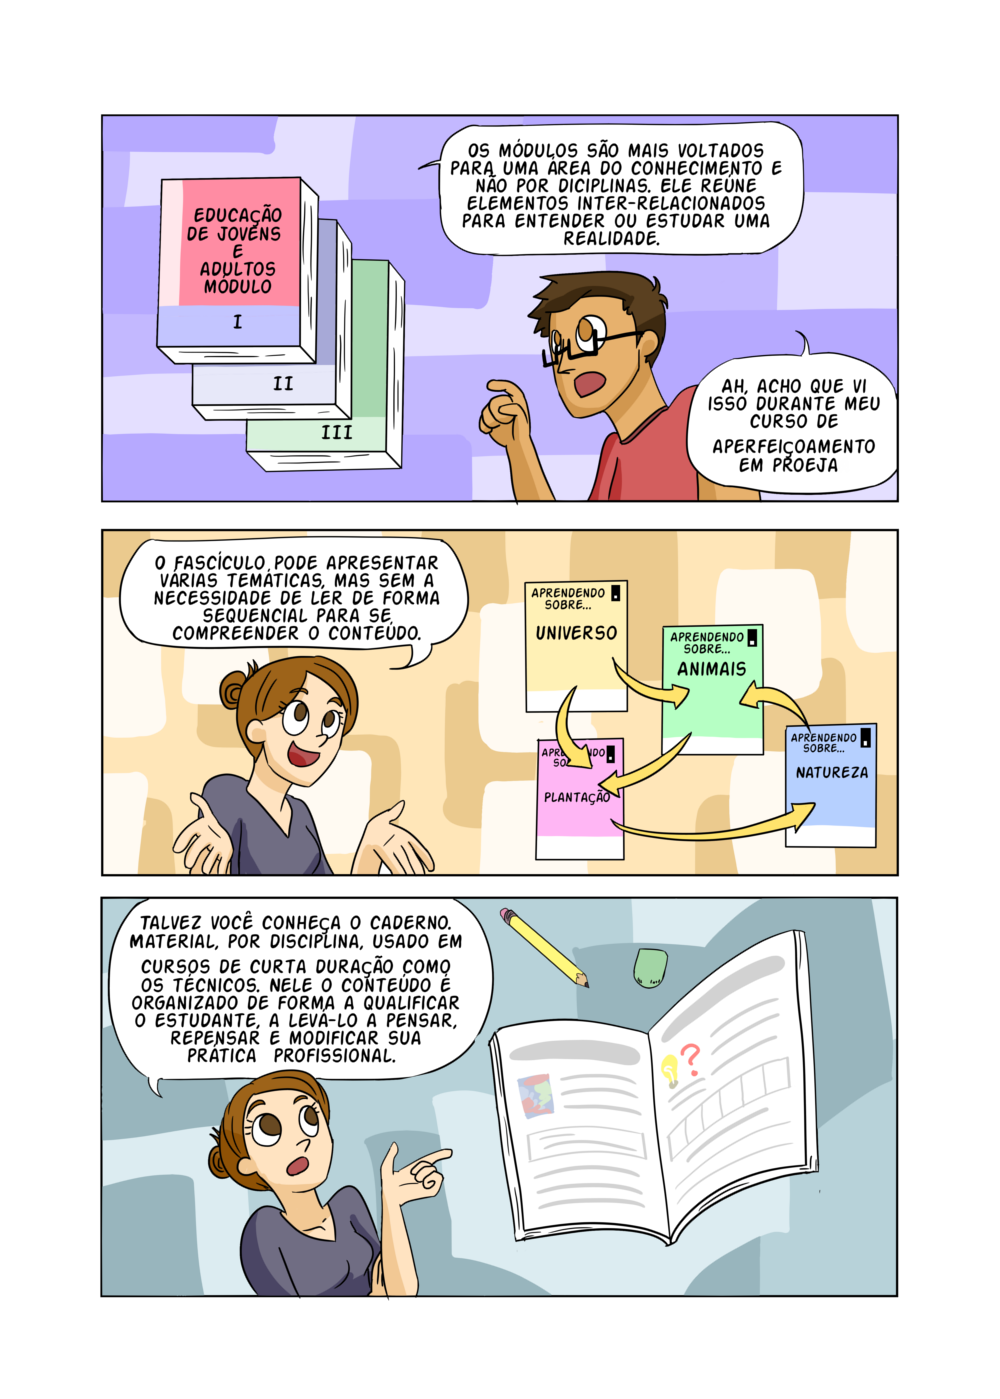 OS MÓDULOS SÃO MAIS VOLTADOS
PARA UMA ÁREA DO CONHECIMENTO E
NÃO POR DICIPLINAS. ELE REÚNE
ELEMENTOS INTER-RELACIONADOS
PARA ENTENDER OU ESTUDAR UMA
REALIDADE.
EDUCAÇÃO
DE JOVENS
E
ADULTOS
MÓDULO
I
II
III
AH, ACHO QUE VI
ISSO DURANTE MEU
CURSO DE
APERFEIÇOAMENTO
EM PROEJA
O FASCÍCULO PODE APRESENTAR
VÁRIAS TEMÁTICAS, MAS SEM A
NECESSIDADE DE LER DE FORMA
SEQUENCIAL PARA SE
COMPREENDER O CONTEÚDO.
APRENDENDO
SOBRE...
UNIVERSO
APRENDENDO
SOBRE...
ANIMAIS
APRENDENDO
SO
PLANTAÇÃO
APRENDENDO
SOBRE...
NATUREZA
TALVEZ VOCÊ CONHEÇA O CADERNO.
MATERIAL, POR DISCIPLINA, USADO EM
CURSOS DE CURTA DURAÇÃO COMO
OS TÉCNICOS. NELE O CONTEÚDO É
ORGANIZADO DE FORMA A QUALIFICAR
O ESTUDANTE, A LEVÁ-LO A PENSAR,
REPENSAR E MODIFICAR SUA
PRÁTICA PROFISSIONAL.
?